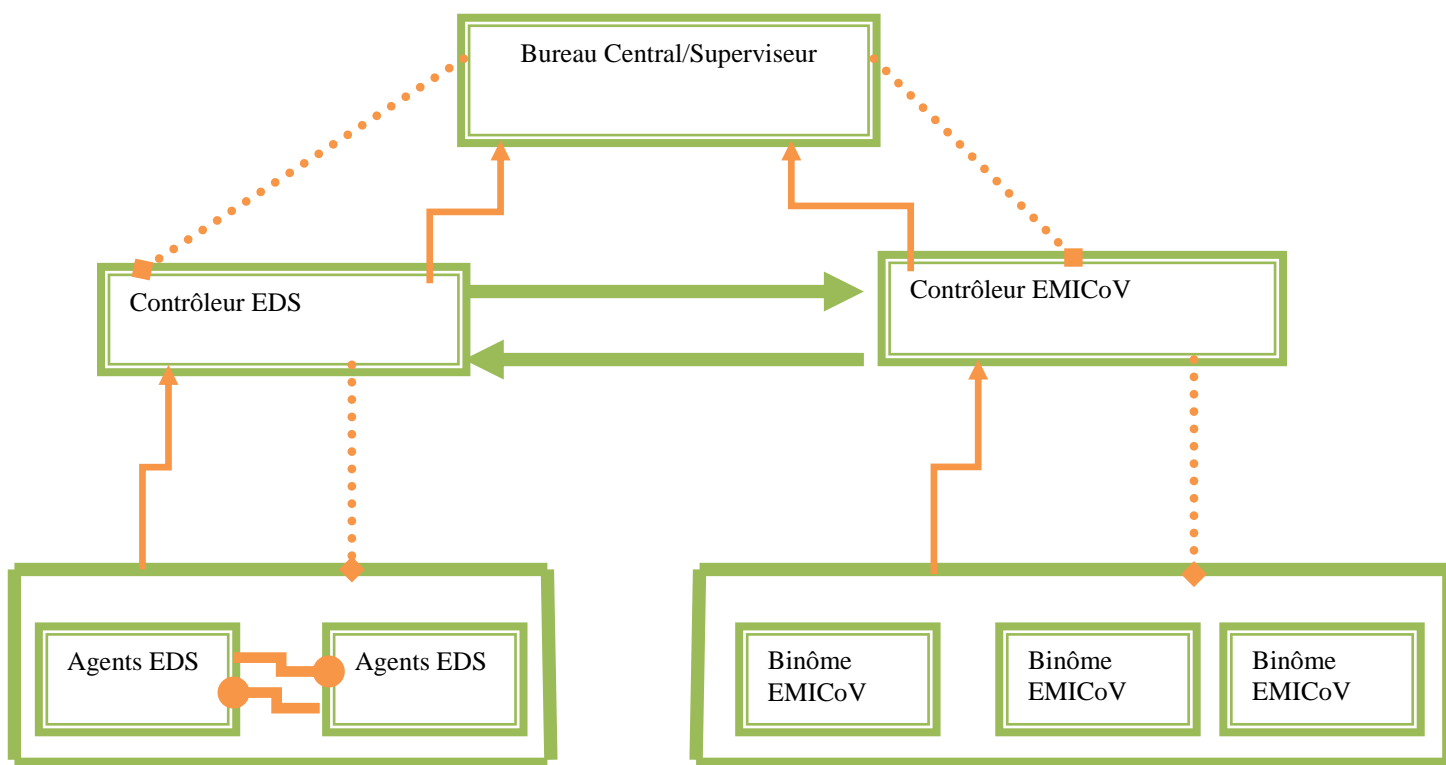 Bureau Central/Superviseur
Contrôleur EDS
Contrôleur EMICoV
Agents EDS
Agents EDS
Binôme
EMICoV
Binôme
EMICoV
Binôme
EMICoV